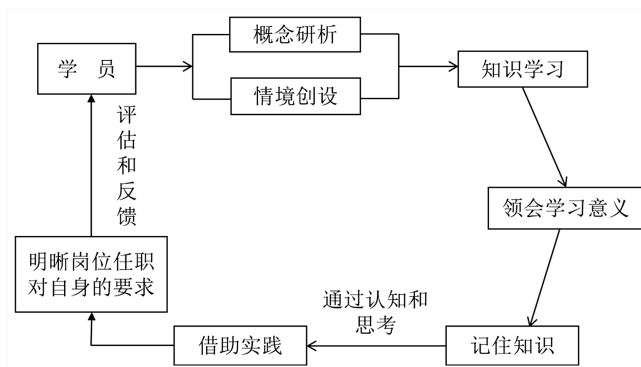 学 员
概念研析
情境创设
知识学习
领会学习意义
记住知识
通过认知和
思考
借助实践
明晰岗位任职
对自身的要求
评
估
和
反
馈